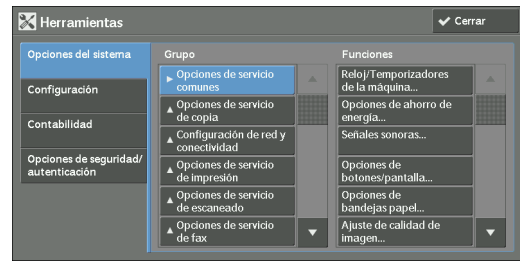 Herramientas
Cerrar
Opciones del sistema
Configuración
Contabilidad
Opciones de seguridad/
autenticación
Grupo
Opciones de servicio
comunes
Opciones de servicio
de copia
Configuración de red y
conectividad
Opciones de servicio
de impresión
Opciones de servicio
de escaneado
Opciones de servicio
de fax
Funciones
Reloj/Temporizadores
de la máquina...
Opciones de ahorro de
energía...
Señales sonoras...
Opciones de
botones/pantalla...
Opciones de
bandejas papel...
Ajuste de calidad de
imagen...